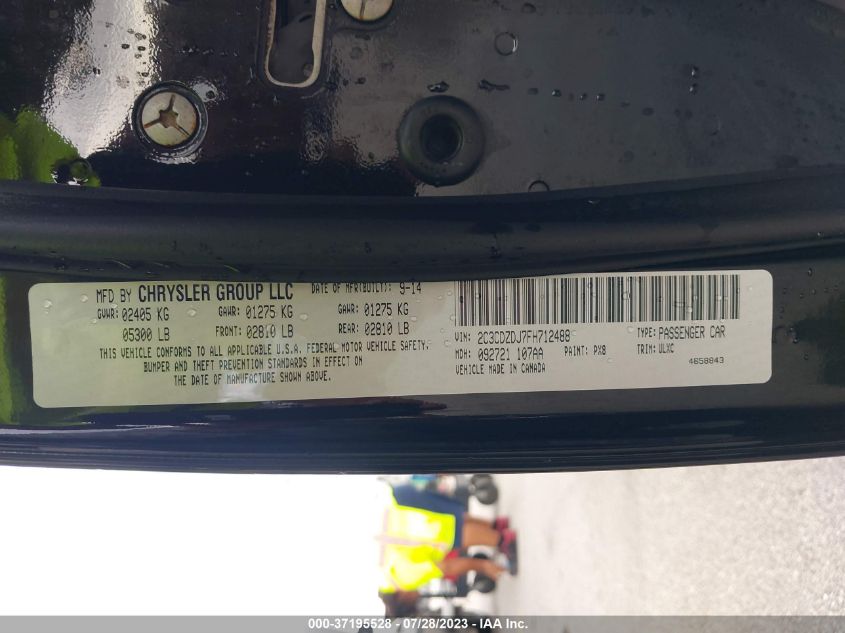 MFD BY CHRYSLER GROUP LLC DATE OF MFR(BUILT): 9-14
GVWR: 02405 KG GAWR: 01275 KG GAWR: 01275 KG
05300 LB FRONT: 02810 LB REAR: 02810 LB
THIS VEHICLE CONFORMS TO ALL APPLICABLE U.S.A. FEDERAL MOTOR VEHICLE SAFETY,
BUMPER AND THEFT PREVENTION STANDARDS IN EFFECT ON
THE DATE OF MANUFACTURE SHOWN ABOVE.
VIN: 2C3CDZDJ7FH712488 TYPE: PASSENGER CAR
MDH: 092721 107AA PAINT: PX8 TRIM: ULXC
VEHICLE MADE IN CANADA 4658843
000-37195528 - 07/28/2023 - IAA Inc.